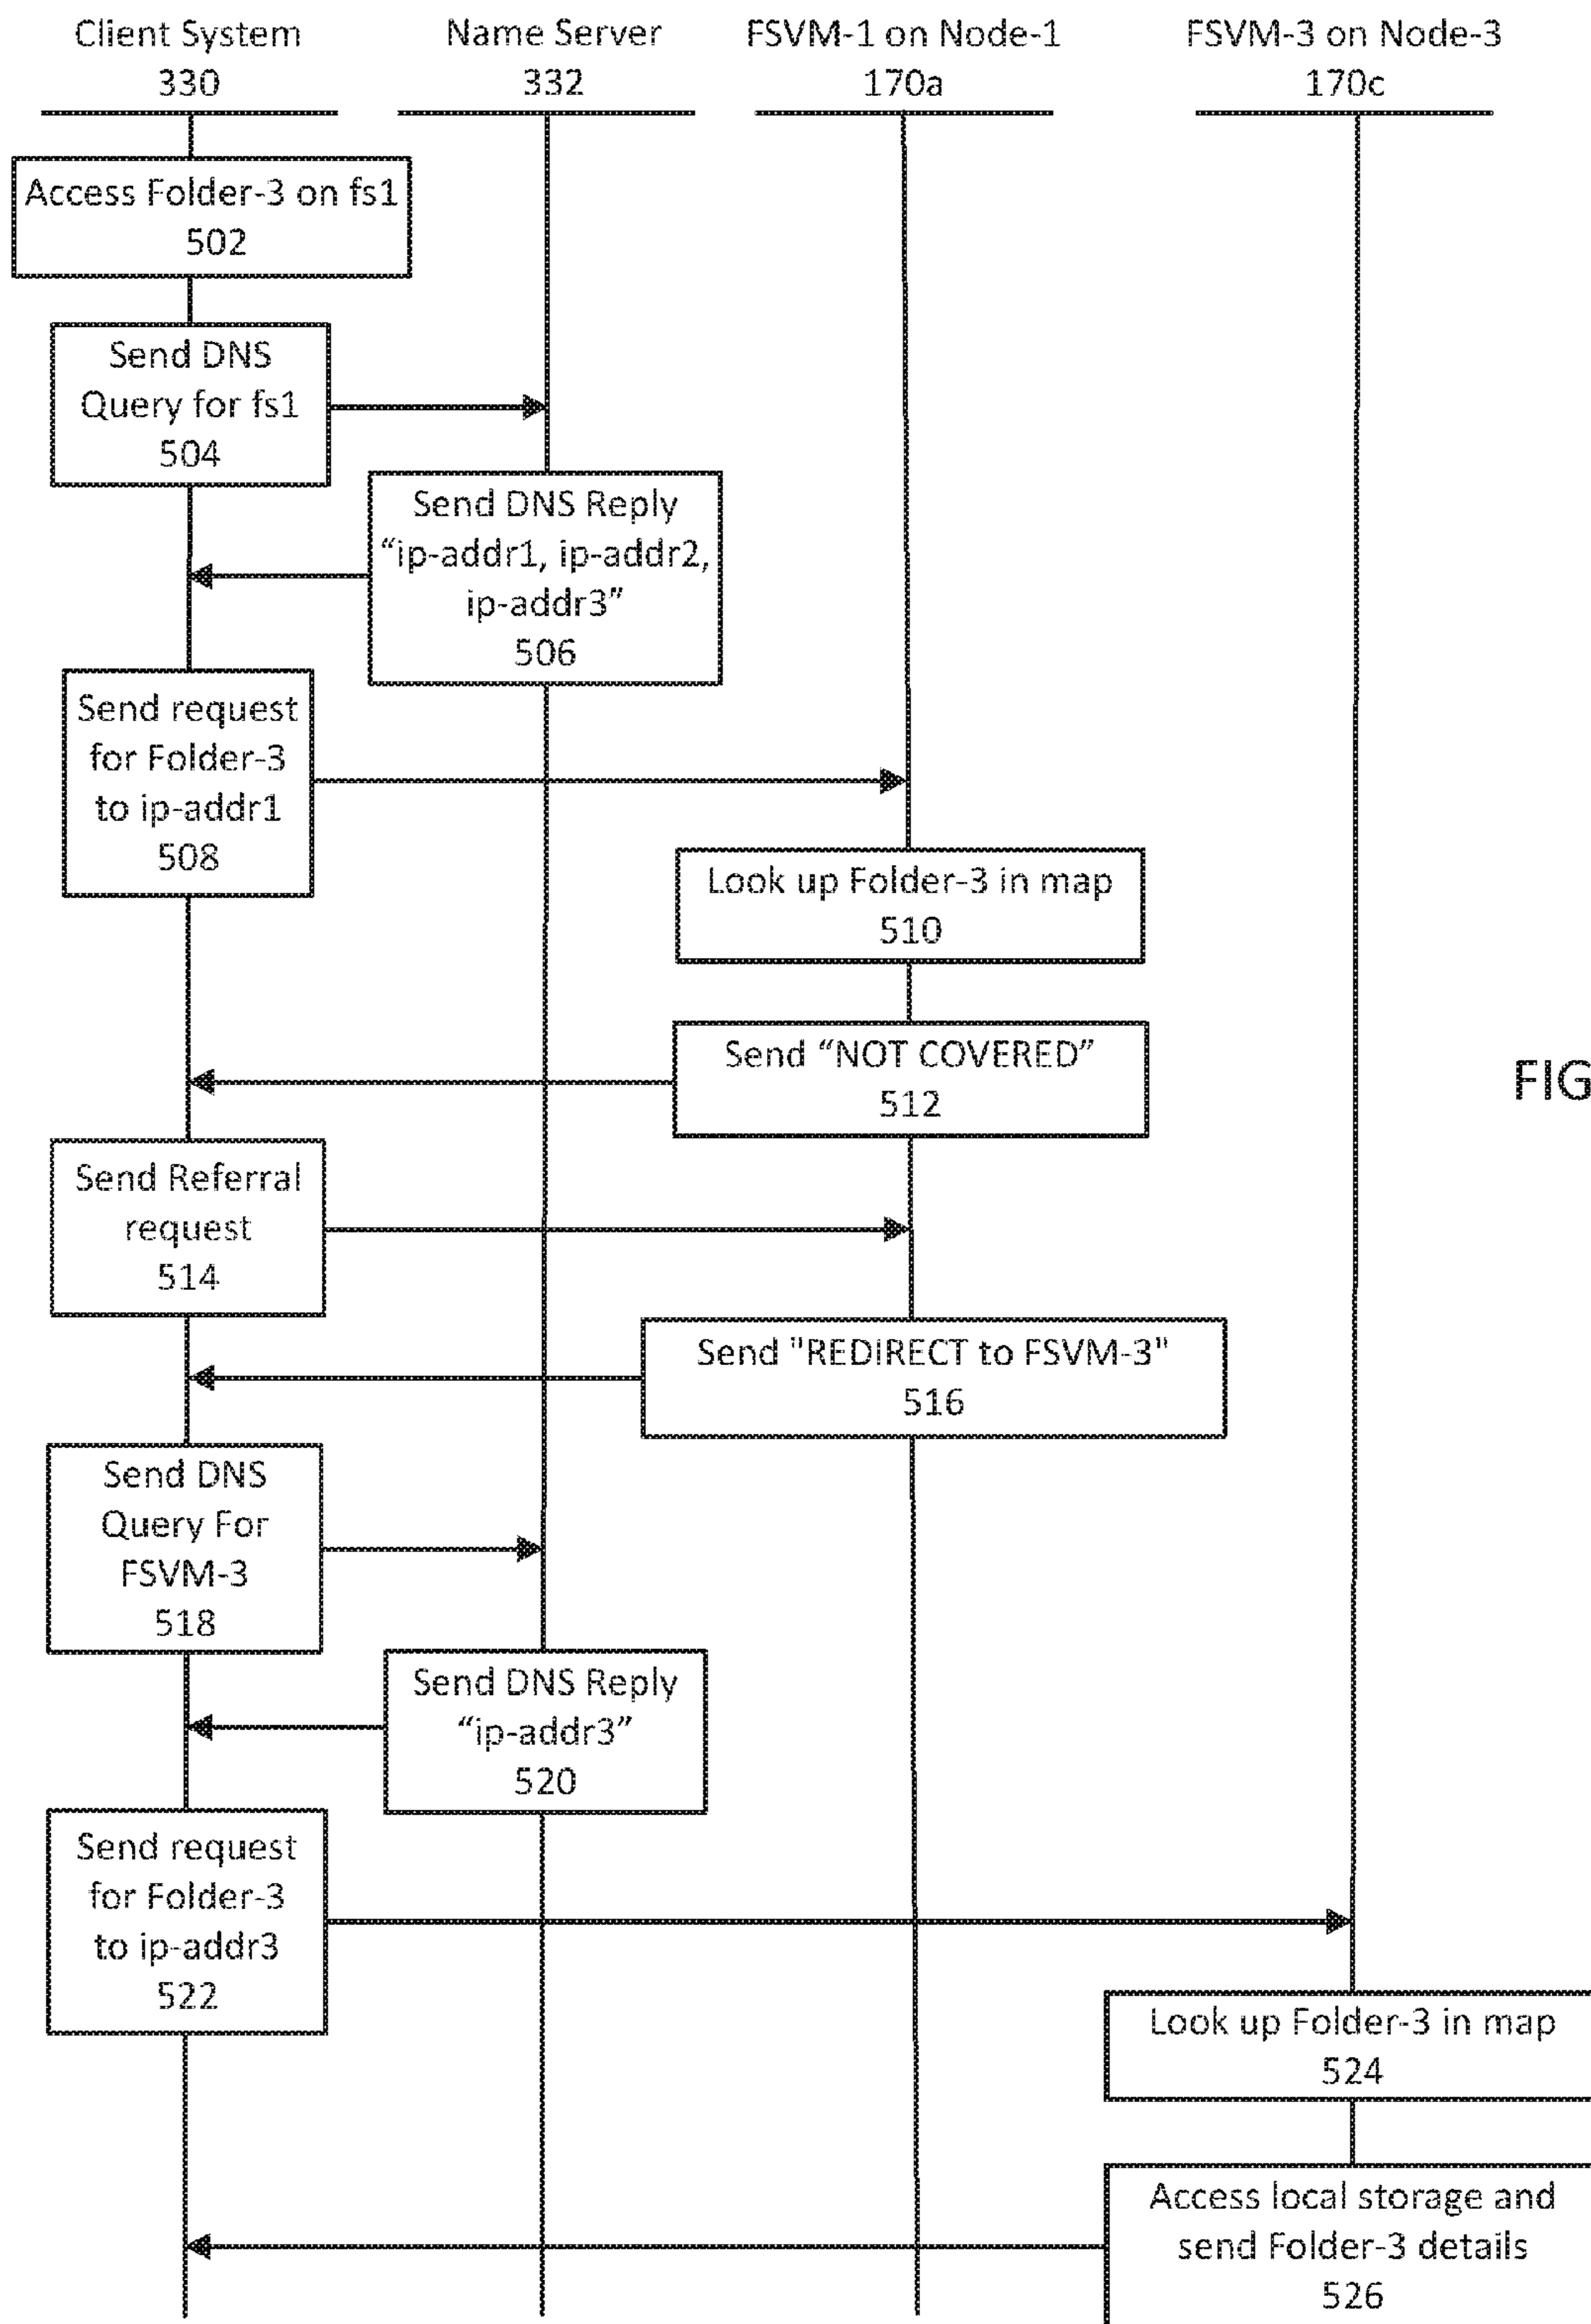 Client System
330
Name Server
332
FSVM-1 on Node-1
170a
FSVM-3 on Node-3
170c
Access Folder-3 on fs1
502
Send DNS
Query for fs1
504
Send DNS Reply
“ip-addr1, ip-addr2,
ip-addr3”
506
Send request
for Folder-3
to ip-addr1
508
Look up Folder-3 in map
510
Send “NOT COVERED”
512
FIG
Send Referral
request
514
Send "REDIRECT to FSVM-3"
516
Send DNS
Query For
FSVM-3
518
Send DNS Reply
“ip-addr3”
520
Send request
for Folder-3
to ip-addr3
522
Look up Folder-3 in map
524
Access local storage and
send Folder-3 details
526